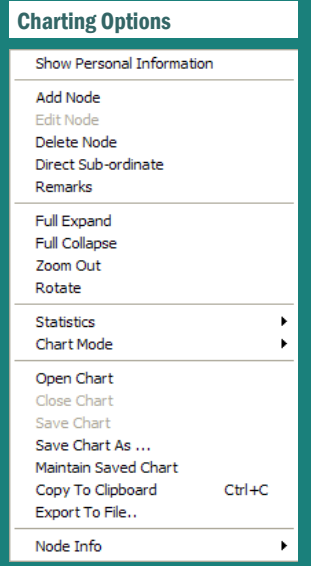 Charting Options
Show Personal Information
Add Node
Edit Node
Delete Node
Direct Sub-ordinate
Remarks
Full Expand
Full Collapse
Zoom Out
Rotate
Statistics
Chart Mode
Open Chart
Close Chart
Save Chart
Save Chart As ...
Maintain Saved Chart
Copy To Clipboard Ctrl+C
Export To File..
Node Info